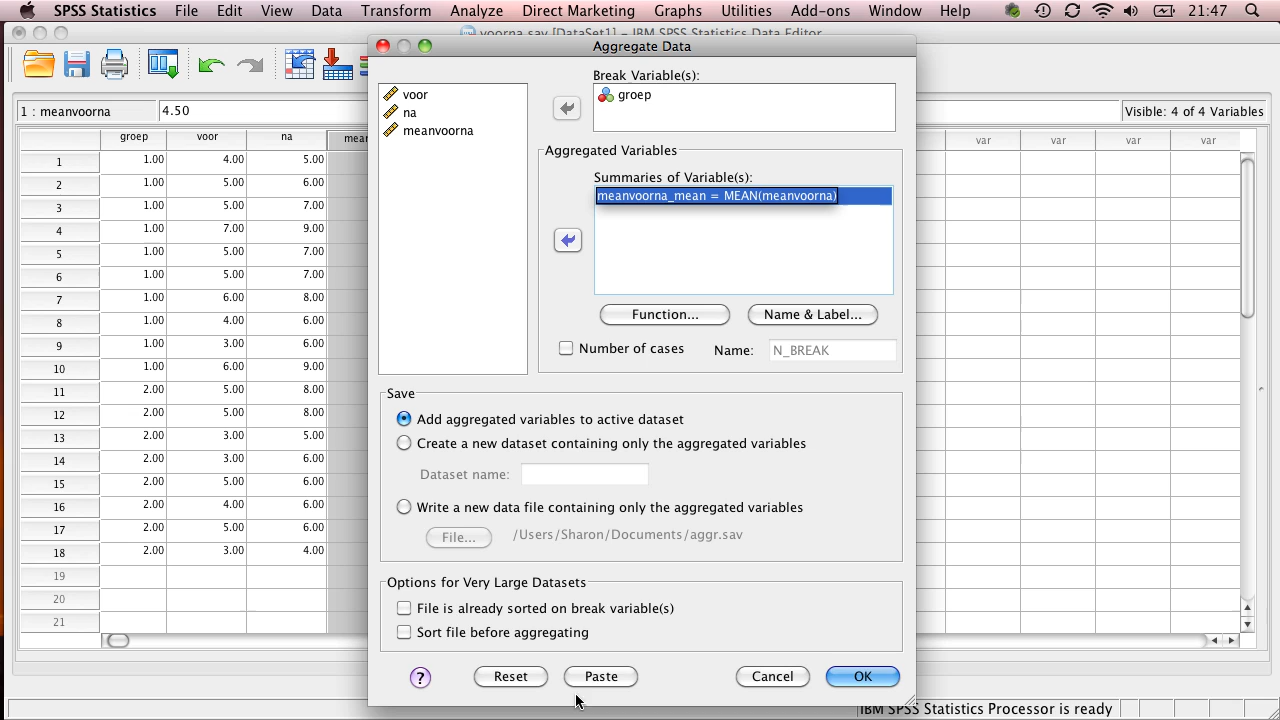 SPSS Statistics File Edit View Data Transform Analyze Direct Marketing Graphs Utilities Add-ons Window Help 21:47
voorna.sav [DataSet1] – IBM SPSS Statistics Data Editor
Aggregate Data
1 : meanvoorna 4.50 Visible: 4 of 4 Variables
groep voor na mean var var var var
1 1.00 4.00 5.00
2 1.00 5.00 6.00
3 1.00 5.00 7.00
4 1.00 7.00 9.00
5 1.00 5.00 7.00
6 1.00 5.00 7.00
7 1.00 6.00 8.00
8 1.00 4.00 6.00
9 1.00 3.00 6.00
10 1.00 6.00 9.00
11 2.00 5.00 8.00
12 2.00 5.00 8.00
13 2.00 3.00 5.00
14 2.00 3.00 6.00
15 2.00 5.00 6.00
16 2.00 4.00 6.00
17 2.00 5.00 6.00
18 2.00 3.00 4.00
19
20
21
voor
na
meanvoorna
Break Variable(s):
groep
Aggregated Variables
Summaries of Variable(s):
meanvoorna_mean = MEAN(meanvoorna)
Function... Name & Label...
Number of cases Name: N_BREAK
Save
Add aggregated variables to active dataset
Create a new dataset containing only the aggregated variables
Dataset name:
Write a new data file containing only the aggregated variables
File... /Users/Sharon/Documents/aggr.sav
Options for Very Large Datasets
File is already sorted on break variable(s)
Sort file before aggregating
? Reset Paste Cancel OK
IBM SPSS Statistics Processor is ready